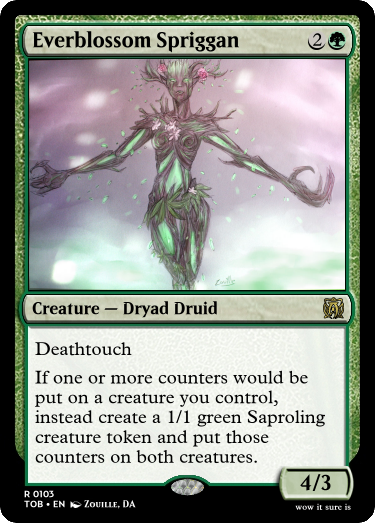 Everblossom Spriggan 2
Creature — Dryad Druid
Deathtouch
If one or more counters would be
put on a creature you control,
instead create a 1/1 green Saproling
creature token and put those
counters on both creatures.
4/3
R 0103
TOB • EN Zouille, DA
wow it sure is